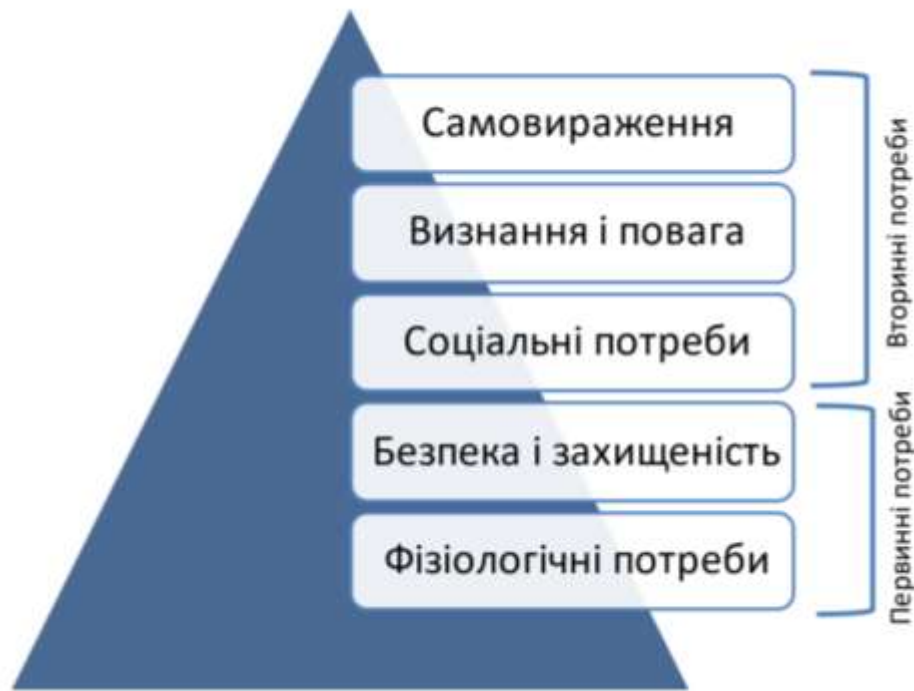 Самовираження
Визнання і повага
Соціальні потреби
Вторинні потреби
Безпека і захищеність
Фізіологічні потреби
Первинні потреби